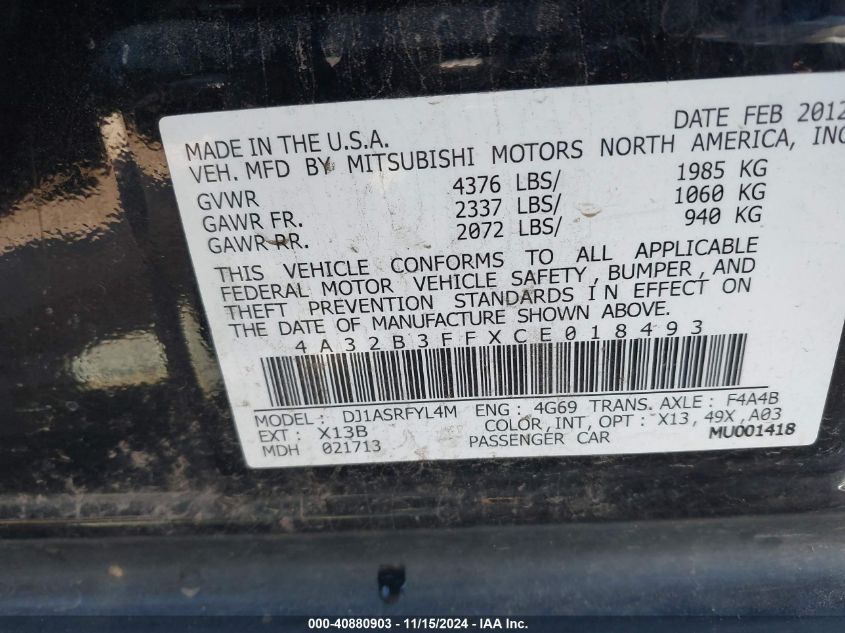 DATE FEB 2012
MADE IN THE U.S.A.
VEH. MFD BY MITSUBISHI MOTORS NORTH AMERICA, INC
GVWR 4376 LBS/ 1985 KG
GAWR FR. 2337 LBS/ 1060 KG
GAWR RR. 2072 LBS/ 940 KG
THIS VEHICLE CONFORMS TO ALL APPLICABLE
FEDERAL MOTOR VEHICLE SAFETY, BUMPER, AND
THEFT PREVENTION STANDARDS IN EFFECT ON
THE DATE OF MANUFACTURE SHOWN ABOVE.
4A32B3FFXCE018493
MODEL: DJ1ASRFYL4M ENG: 4G69 TRANS. AXLE: F4A4B
EXT: X13B COLOR, INT, OPT: X13, 49X, A03
MDH 021713 PASSENGER CAR MU001418
000-40880903 - 11/15/2024 - IAA Inc.